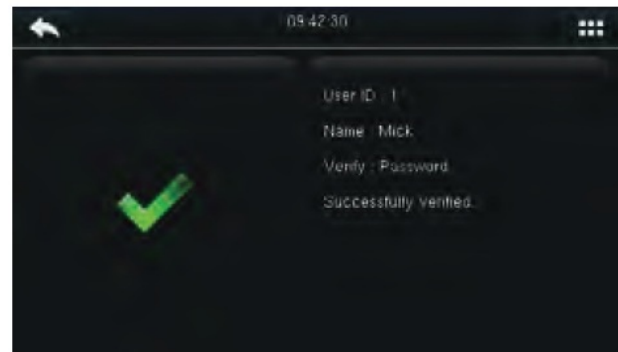 09:42:30
User ID : 1
Name : Mick
Verify : Password
Successfully verified.